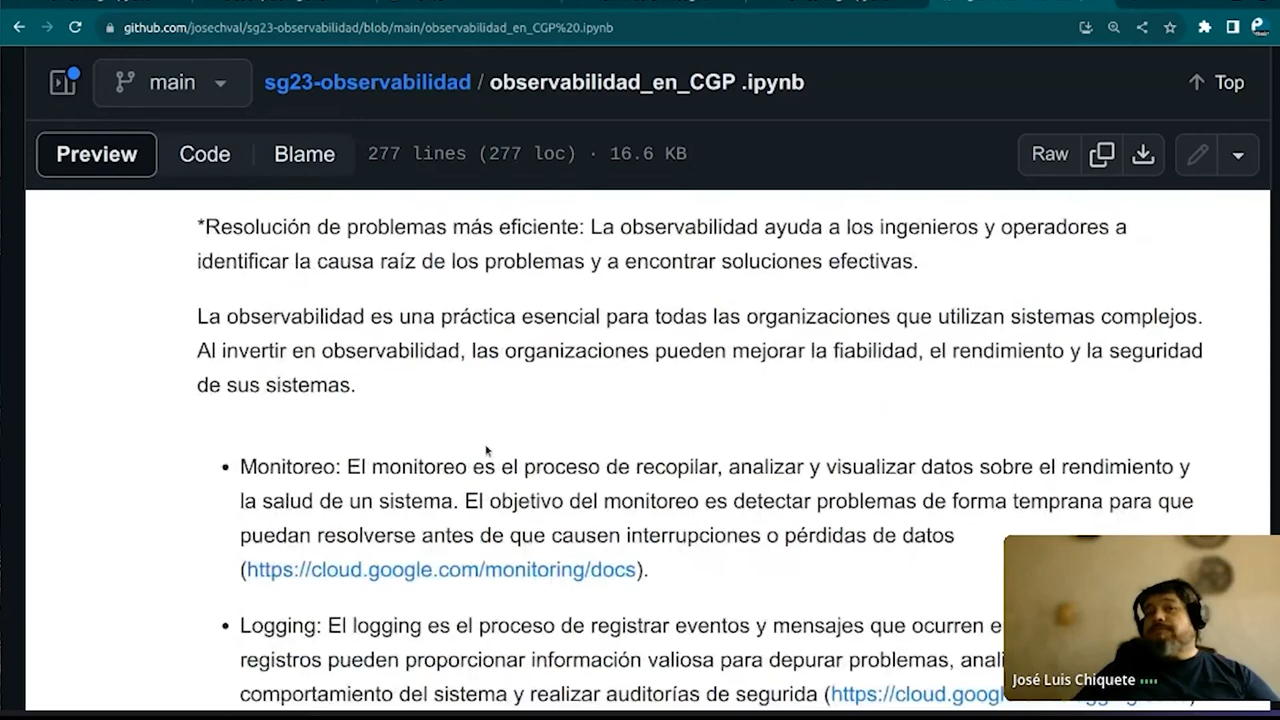 github.com/josechval/sg23-observabilidad/blob/main/observabilidad_en_CGP%20.ipynb
main sg23-observabilidad / observabilidad_en_CGP .ipynb Top
Preview Code Blame 277 lines (277 loc) · 16.6 KB Raw
*Resolución de problemas más eficiente: La observabilidad ayuda a los ingenieros y operadores a
identificar la causa raíz de los problemas y a encontrar soluciones efectivas.
La observabilidad es una práctica esencial para todas las organizaciones que utilizan sistemas complejos.
Al invertir en observabilidad, las organizaciones pueden mejorar la fiabilidad, el rendimiento y la seguridad
de sus sistemas.
• Monitoreo: El monitoreo es el proceso de recopilar, analizar y visualizar datos sobre el rendimiento y
la salud de un sistema. El objetivo del monitoreo es detectar problemas de forma temprana para que
puedan resolverse antes de que causen interrupciones o pérdidas de datos
(https://cloud.google.com/monitoring/docs).
• Logging: El logging es el proceso de registrar eventos y mensajes que ocurren e
registros pueden proporcionar información valiosa para depurar problemas, anali
comportamiento del sistema y realizar auditorías de segurida (https://cloud.goog
José Luis Chiquete